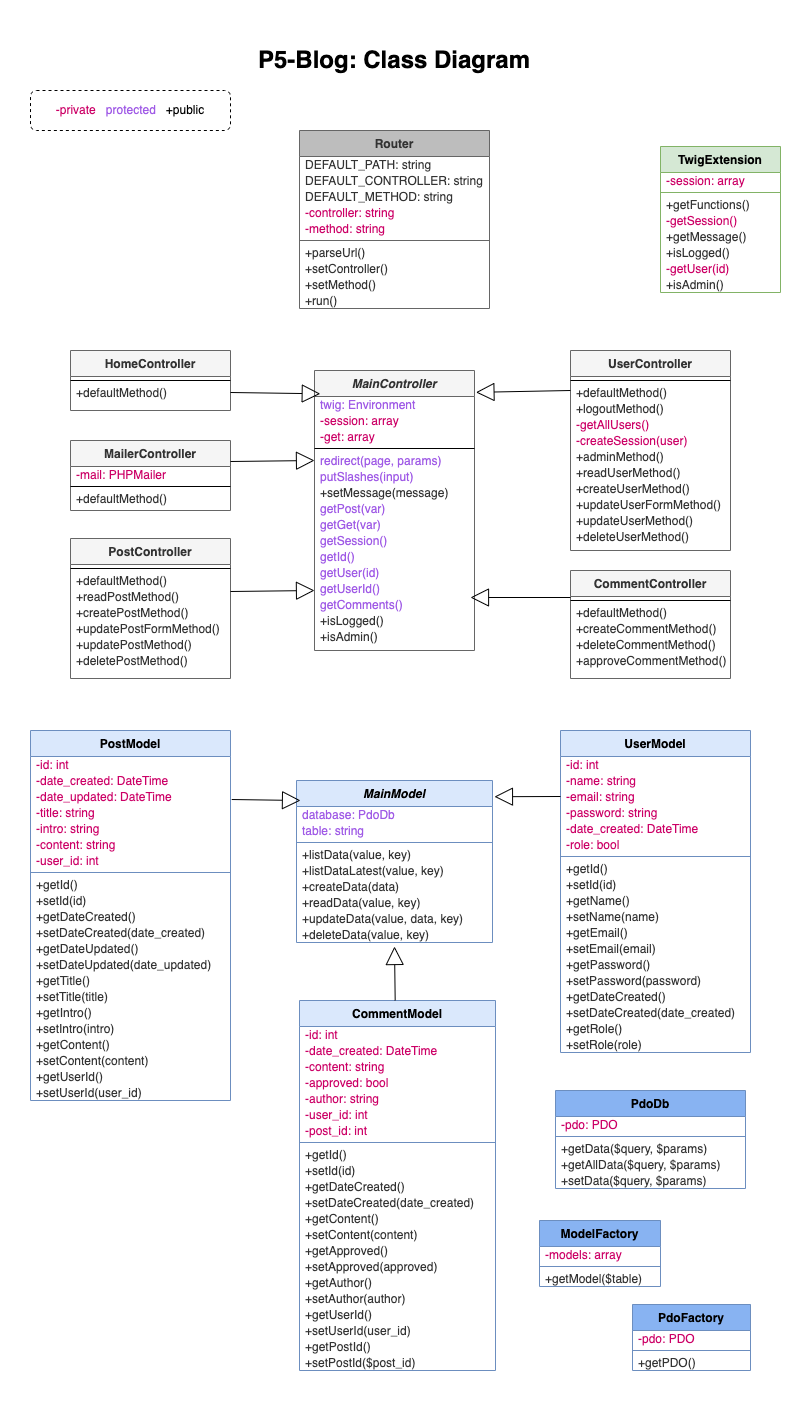 P5-Blog: Class Diagram
-private protected +public
Router
DEFAULT_PATH: string
DEFAULT_CONTROLLER: string
DEFAULT_METHOD: string
-controller: string
-method: string
+parseUrl()
+setController()
+setMethod()
+run()
TwigExtension
-session: array
+getFunctions()
-getSession()
+getMessage()
+isLogged()
-getUser(id)
+isAdmin()
HomeController
+defaultMethod()
MailerController
-mail: PHPMailer
+defaultMethod()
PostController
+defaultMethod()
+readPostMethod()
+createPostMethod()
+updatePostFormMethod()
+updatePostMethod()
+deletePostMethod()
MainController
twig: Environment
-session: array
-get: array
redirect(page, params)
putSlashes(input)
+setMessage(message)
getPost(var)
getGet(var)
getSession()
getId()
getUser(id)
getUserId()
getComments()
+isLogged()
+isAdmin()
UserController
+defaultMethod()
+logoutMethod()
-getAllUsers()
-createSession(user)
+adminMethod()
+readUserMethod()
+createUserMethod()
+updateUserFormMethod()
+updateUserMethod()
+deleteUserMethod()
CommentController
+defaultMethod()
+createCommentMethod()
+deleteCommentMethod()
+approveCommentMethod()
PostModel
-id: int
-date_created: DateTime
-date_updated: DateTime
-title: string
-intro: string
-content: string
-user_id: int
+getId()
+setId(id)
+getDateCreated()
+setDateCreated(date_created)
+getDateUpdated()
+setDateUpdated(date_updated)
+getTitle()
+setTitle(title)
+getIntro()
+setIntro(intro)
+getContent()
+setContent(content)
+getUserId()
+setUserId(user_id)
MainModel
database: PdoDb
table: string
+listData(value, key)
+listDataLatest(value, key)
+createData(data)
+readData(value, key)
+updateData(value, data, key)
+deleteData(value, key)
UserModel
-id: int
-name: string
-email: string
-password: string
-date_created: DateTime
-role: bool
+getId()
+setId(id)
+getName()
+setName(name)
+getEmail()
+setEmail(email)
+getPassword()
+setPassword(password)
+getDateCreated()
+setDateCreated(date_created)
+getRole()
+setRole(role)
CommentModel
-id: int
-date_created: DateTime
-content: string
-approved: bool
-author: string
-user_id: int
-post_id: int
+getId()
+setId(id)
+getDateCreated()
+setDateCreated(date_created)
+getContent()
+setContent(content)
+getApproved()
+setApproved(approved)
+getAuthor()
+setAuthor(author)
+getUserId()
+setUserId(user_id)
+getPostId()
+setPostId($post_id)
PdoDb
-pdo: PDO
+getData($query, $params)
+getAllData($query, $params)
+setData($query, $params)
ModelFactory
-models: array
+getModel($table)
PdoFactory
-pdo: PDO
+getPDO()